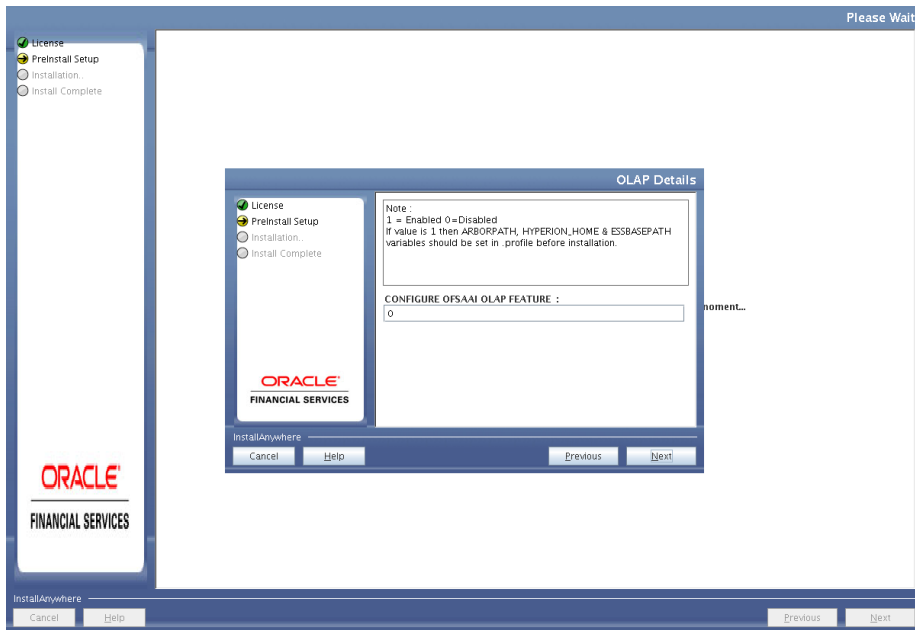 Please Wait
License
PreInstall Setup
Installation..
Install Complete
OLAP Details
License
PreInstall Setup
Installation..
Install Complete
Note :
1 = Enabled 0=Disabled
If value is 1 then ARBORPATH, HYPERION_HOME & ESSBASEPATH
variables should be set in .profile before installation.
CONFIGURE OFSAAI OLAP FEATURE :
0
moment...
ORACLE
FINANCIAL SERVICES
InstallAnywhere
Cancel Help Previous Next
ORACLE
FINANCIAL SERVICES
InstallAnywhere
Cancel Help Previous Next